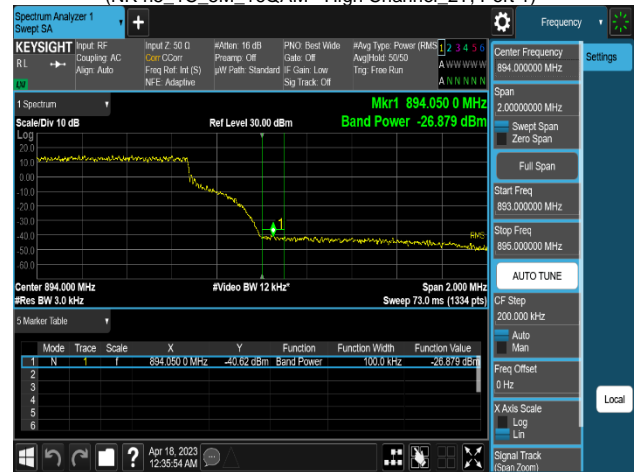 Spectrum Analyzer 1
Swept SA
Frequency
KEYSIGHT
RL
Input: RF
Coupling: AC
Align: Auto
Input Z: 50 Ω
Corr CCorr
Freq Ref: Int (S)
NFE: Adaptive
#Atten: 16 dB
Preamp: Off
µW Path: Standard
PNO: Best Wide
Gate: Off
IF Gain: Low
Sig Track: Off
#Avg Type: Power (RMS
Avg|Hold: 50/50
Trig: Free Run
1 2 3 4 5 6
A W W W W W
A N N N N N
LXI
1 Spectrum
Scale/Div 10 dB
Ref Level 30.00 dBm
Mkr1 894.050 0 MHz
Band Power -26.879 dBm
Log
20.0
10.0
0.00
-10.0
-20.0
-30.0
-40.0
-50.0
-60.0
1
RMS
Center 894.000 MHz
#Res BW 3.0 kHz
#Video BW 12 kHz*
Span 2.000 MHz
Sweep 73.0 ms (1334 pts)
5 Marker Table
Mode Trace Scale X Y Function Function Width Function Value
1 N 1 f 894.050 0 MHz -40.62 dBm Band Power 100.0 kHz -26.879 dBm
2
3
4
5
6
Apr 18, 2023
12:35:54 AM
Center Frequency
894.000000 MHz
Settings
Span
2.00000000 MHz
Swept Span
Zero Span
Full Span
Start Freq
893.000000 MHz
Stop Freq
895.000000 MHz
AUTO TUNE
CF Step
200.000 kHz
Auto
Man
Freq Offset
0 Hz
X Axis Scale
Log
Lin
Local
Signal Track
(Span Zoom)